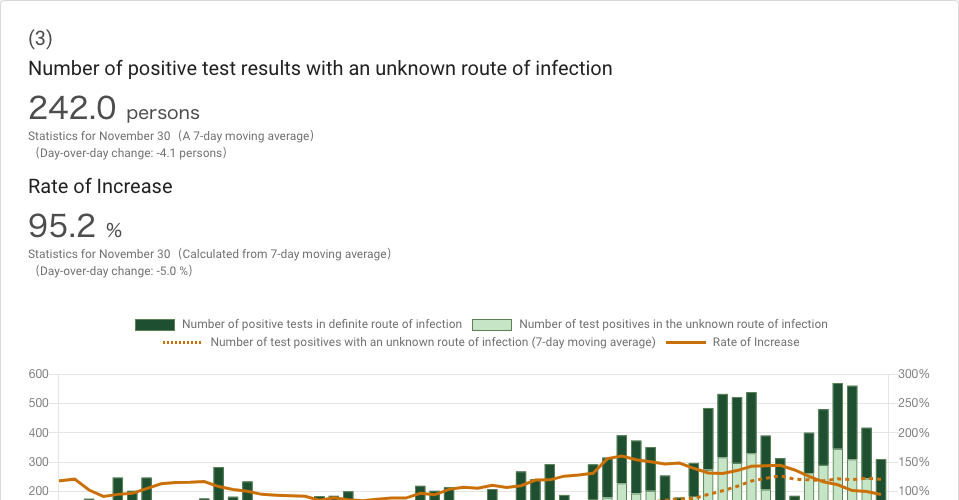 (3)
Number of positive test results with an unknown route of infection
242.0 persons
Statistics for November 30（A 7-day moving average）
（Day-over-day change: -4.1 persons）
Rate of Increase
95.2 %
Statistics for November 30（Calculated from 7-day moving average）
（Day-over-day change: -5.0 %）
Number of positive tests in definite route of infection Number of test positives in the unknown route of infection
Number of test positives with an unknown route of infection (7-day moving average) Rate of Increase
600 300%
500 250%
400 200%
300 150%
200 100%